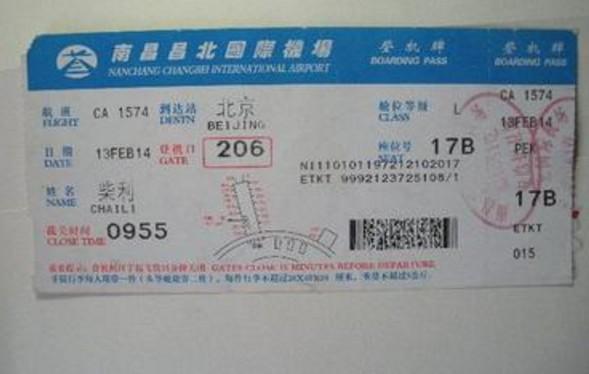 南昌昌北國際機場
NANCHANG CHANGBEI INTERNATIONAL AIRPORT
登机牌
BOARDING PASS
登机牌
BOARDING PASS
航班 FLIGHT CA 1574 到达站 DESTN 北京 BEIJING
舱位等级 CLASS L
CA 1574
日期 DATE 13FEB14 登机口 GATE 206
座位号 SEAT 17B
13FEB14
PEK
NI110101197212102017
ETKT 9992123725108/1
姓名 NAME 柴利 CHAILI
17B
截关时间 CLOSE TIME 0955
ETKT
015
GATES CLOSE 15 MINUTES BEFORE DEPARTURE